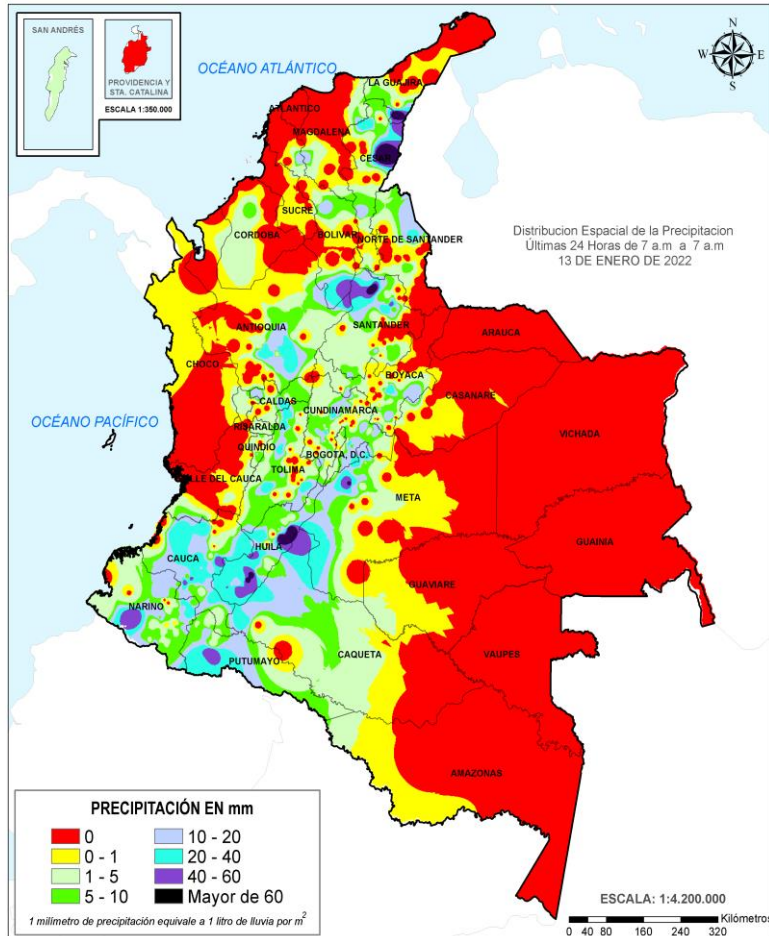 SAN ANDRÉS
PROVIDENCIA Y
STA. CATALINA
ESCALA 1:350.000
OCÉANO ATLÁNTICO
N
W E
S
LA GUAJIRA
ATLANTICO
MAGDALENA
CESAR
SUCRE
CORDOBA
BOLIVAR
NORTE DE SANTANDER
Distribucion Espacial de la Precipitacion
Últimas 24 Horas de 7 a.m a 7 a.m
13 DE ENERO DE 2022
ANTIOQUIA
SANTANDER
ARAUCA
CHOCO
BOYACA
CASANARE
OCÉANO PACÍFICO
CALDAS
CUNDINAMARCA
VICHADA
RISARALDA
QUINDIO
BOGOTA, D.C.
TOLIMA
VALLE DEL CAUCA
META
GUAINIA
CAUCA
HUILA
GUAVIARE
NARINO
CAQUETA
VAUPES
PUTUMAYO
AMAZONAS
PRECIPITACIÓN EN mm
0
0 - 1
1 - 5
5 - 10
10 - 20
20 - 40
40 - 60
Mayor de 60
1 milímetro de precipitación equivale a 1 litro de lluvia por m2
ESCALA: 1:4.200.000
Kilómetros
0 40 80 160 240 320